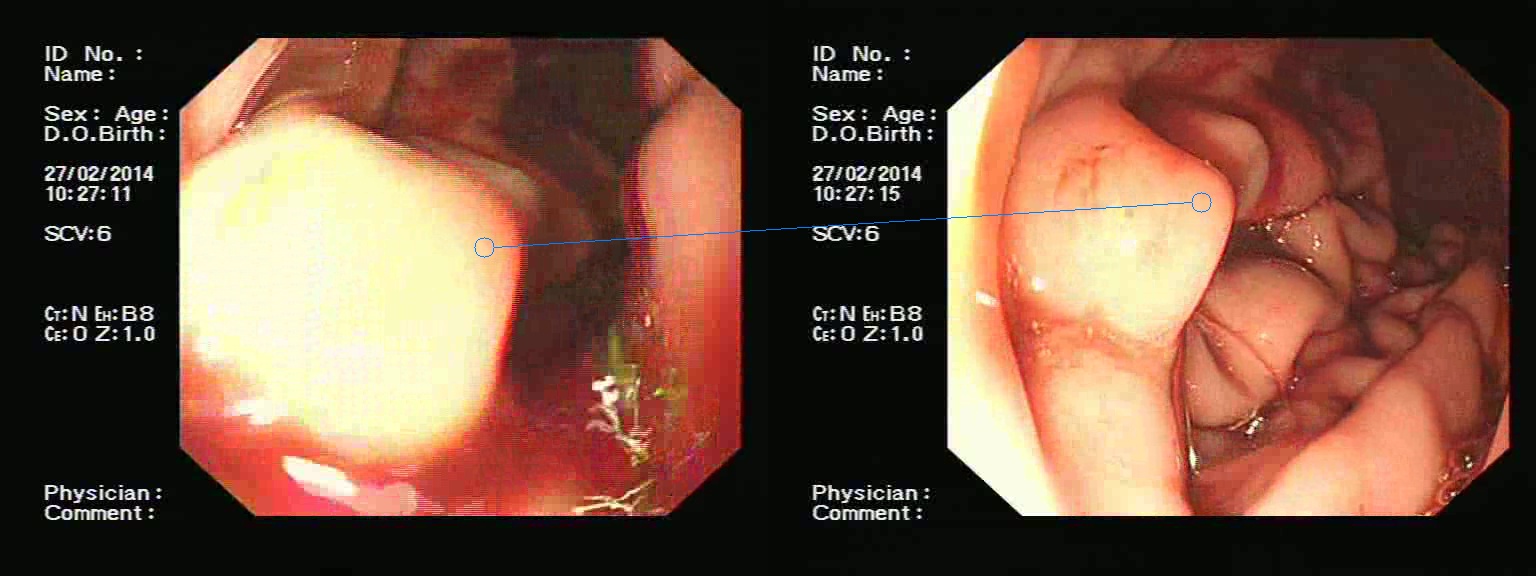 ID No. :
Name :
Sex : Age :
D.O.Birth :
27/02/2014
10:27:11
SCV:6
CT:N EH:B8
CE:0 Z:1.0
Physician :
Comment :
ID No. :
Name :
Sex : Age :
D.O.Birth :
27/02/2014
10:27:15
SCV:6
CT:N EH:B8
CE:0 Z:1.0
Physician :
Comment :